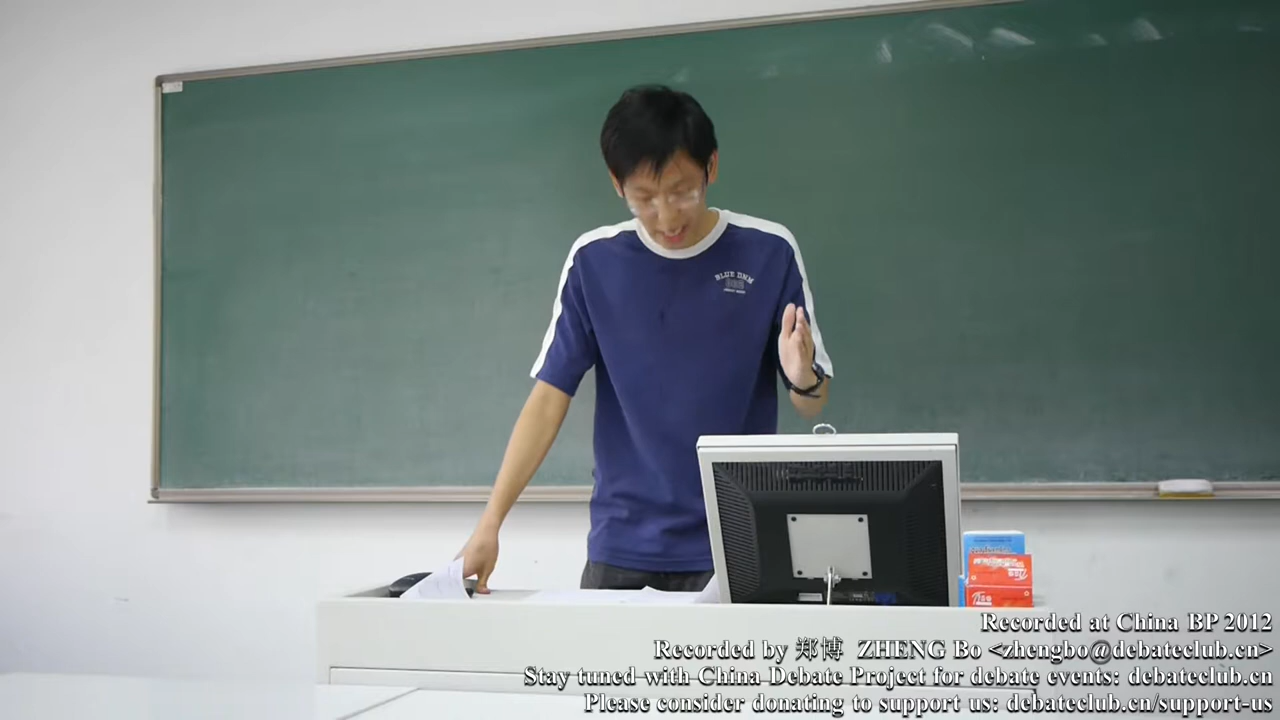 BLUE DNM
Recorded at China BP 2012
Recorded by 郑博 ZHENG Bo <zhengbo@debateclub.cn>
Stay tuned with China Debate Project for debate events: debateclub.cn
Please consider donating to support us: debateclub.cn/support-us